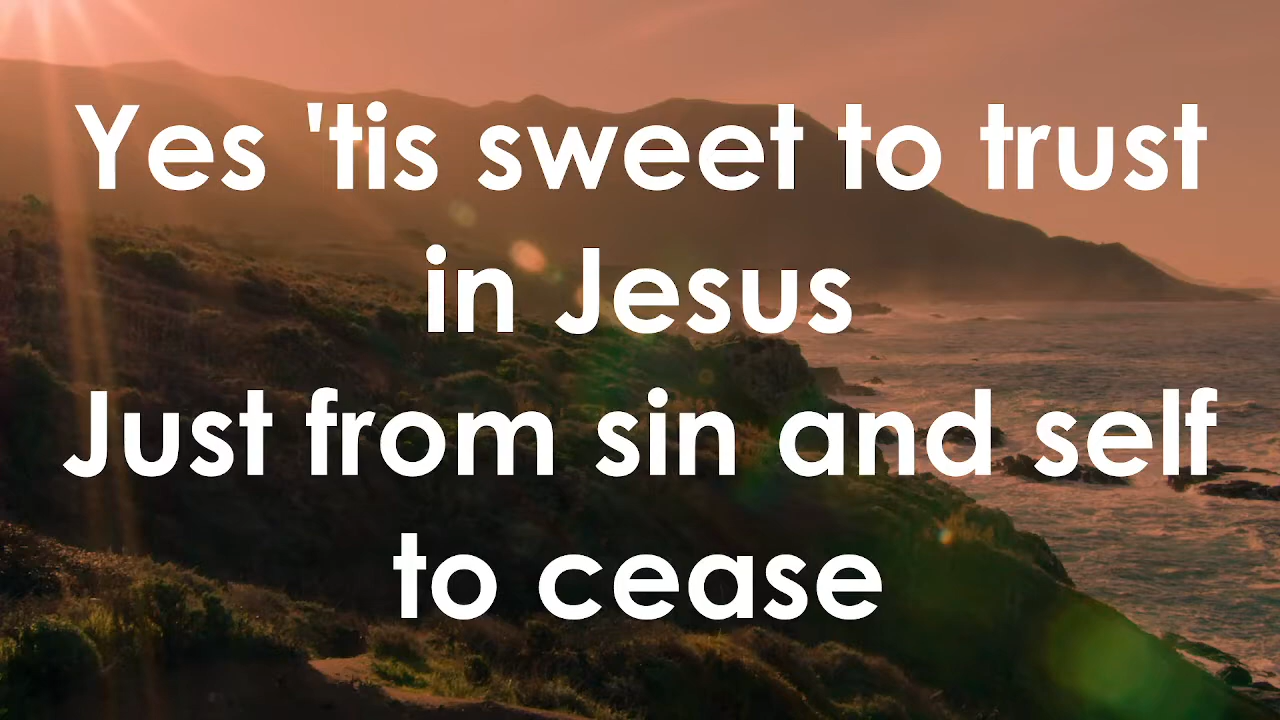 Yes 'tis sweet to trust
in Jesus
Just from sin and self
to cease